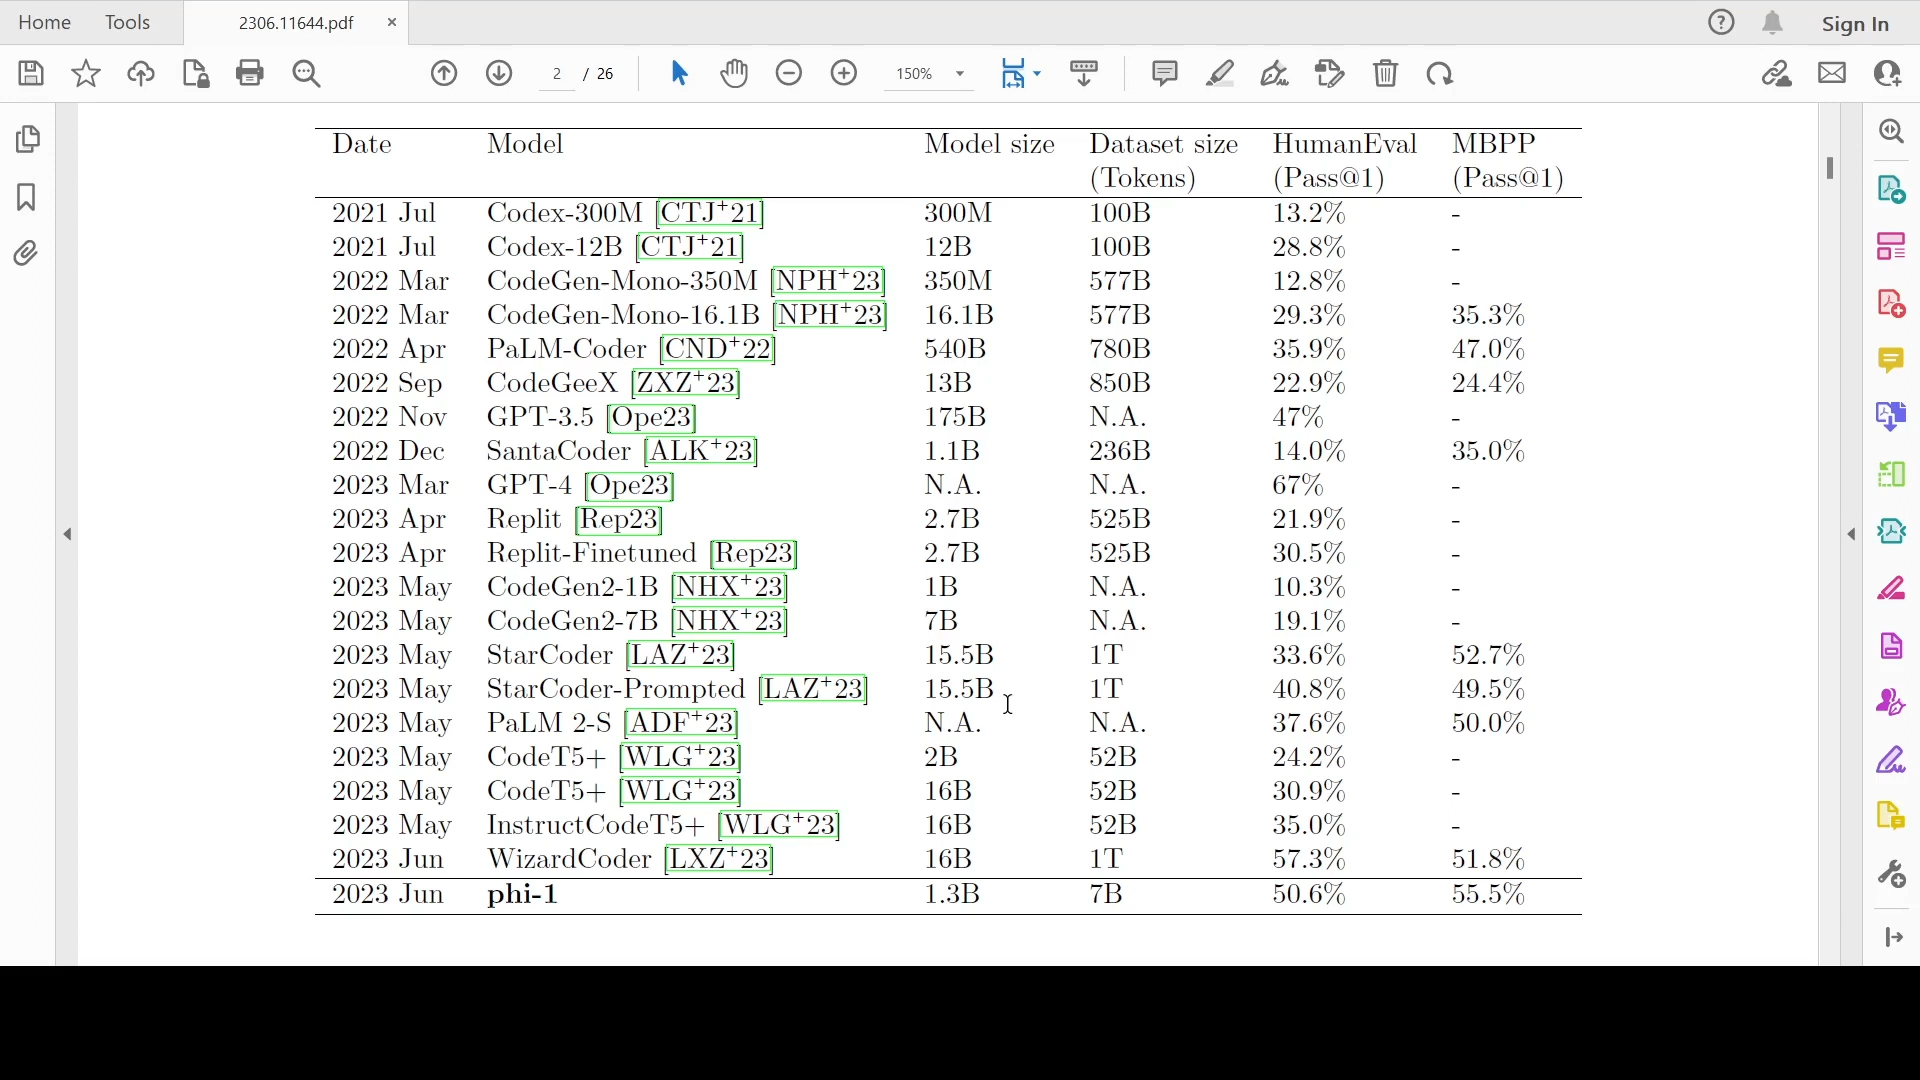 Home Tools 2306.11644.pdf × ? Sign In
2 / 26 150%
Date Model Model size Dataset size HumanEval MBPP
(Tokens) (Pass@1) (Pass@1)
2021 Jul Codex-300M [CTJ+21] 300M 100B 13.2% -
2021 Jul Codex-12B [CTJ+21] 12B 100B 28.8% -
2022 Mar CodeGen-Mono-350M [NPH+23] 350M 577B 12.8% -
2022 Mar CodeGen-Mono-16.1B [NPH+23] 16.1B 577B 29.3% 35.3%
2022 Apr PaLM-Coder [CND+22] 540B 780B 35.9% 47.0%
2022 Sep CodeGeeX [ZXZ+23] 13B 850B 22.9% 24.4%
2022 Nov GPT-3.5 [Ope23] 175B N.A. 47% -
2022 Dec SantaCoder [ALK+23] 1.1B 236B 14.0% 35.0%
2023 Mar GPT-4 [Ope23] N.A. N.A. 67% -
2023 Apr Replit [Rep23] 2.7B 525B 21.9% -
2023 Apr Replit-Finetuned [Rep23] 2.7B 525B 30.5% -
2023 May CodeGen2-1B [NHX+23] 1B N.A. 10.3% -
2023 May CodeGen2-7B [NHX+23] 7B N.A. 19.1% -
2023 May StarCoder [LAZ+23] 15.5B 1T 33.6% 52.7%
2023 May StarCoder-Prompted [LAZ+23] 15.5B 1T 40.8% 49.5%
2023 May PaLM 2-S [ADF+23] N.A. N.A. 37.6% 50.0%
2023 May CodeT5+ [WLG+23] 2B 52B 24.2% -
2023 May CodeT5+ [WLG+23] 16B 52B 30.9% -
2023 May InstructCodeT5+ [WLG+23] 16B 52B 35.0% -
2023 Jun WizardCoder [LXZ+23] 16B 1T 57.3% 51.8%
2023 Jun phi-1 1.3B 7B 50.6% 55.5%